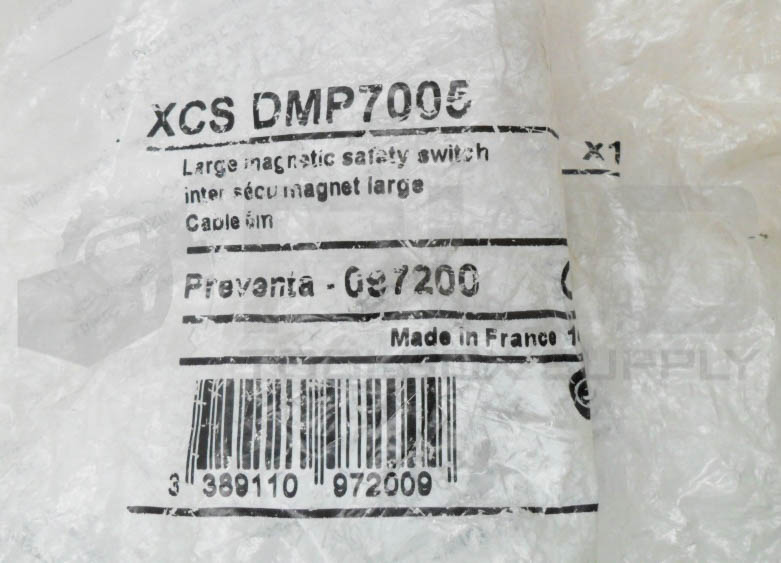 XCS DMP7005
Large magnetic safety switch
X1
inter sécu magnet large
Cable 5m
Preventa - 097200
Made in France
3 389110 972009